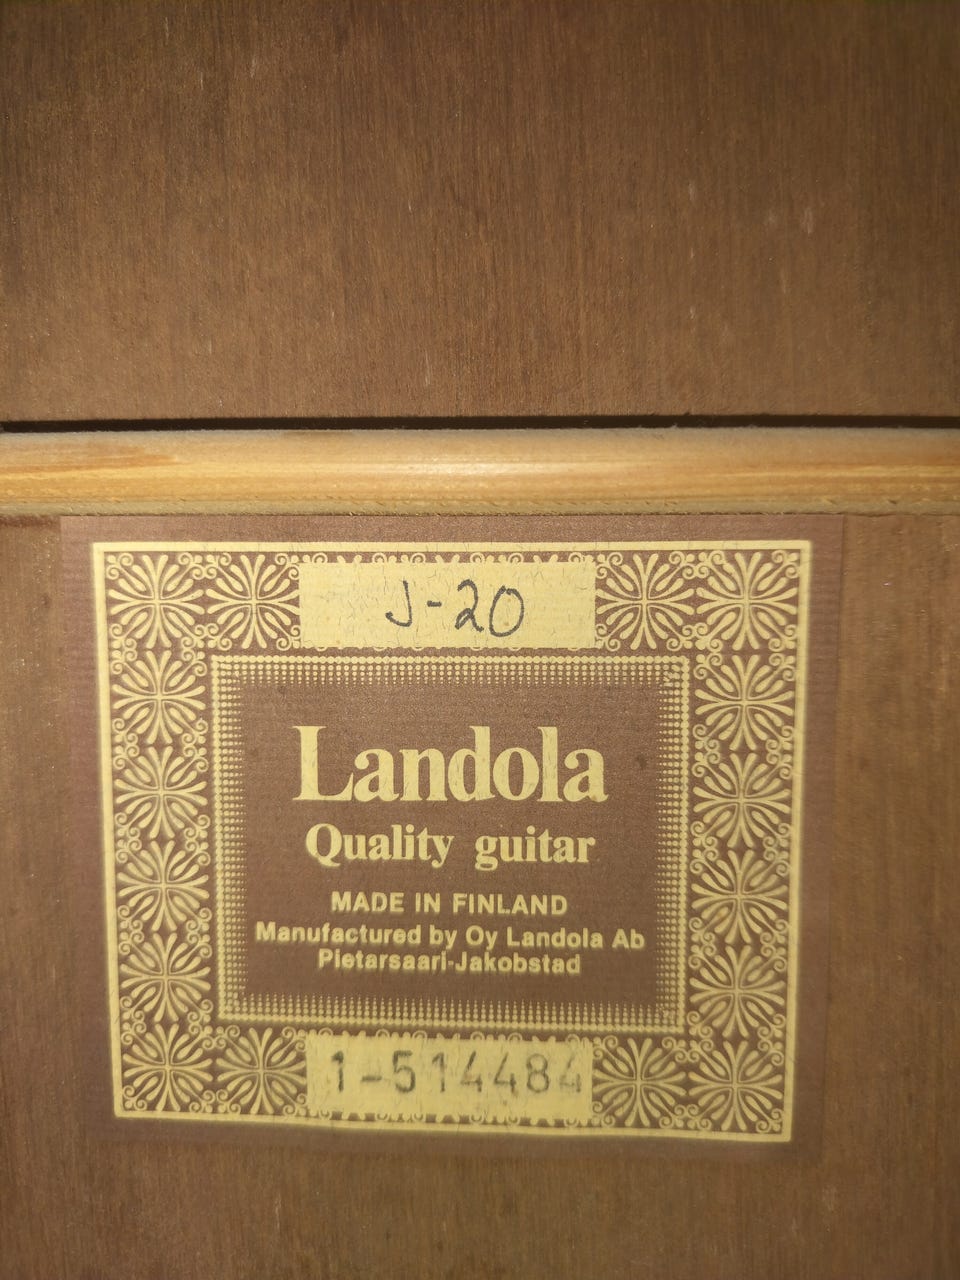 J-20
Landola
Quality guitar
MADE IN FINLAND
Manufactured by Oy Landola Ab
Pietarsaari-Jakobstad
1-514484